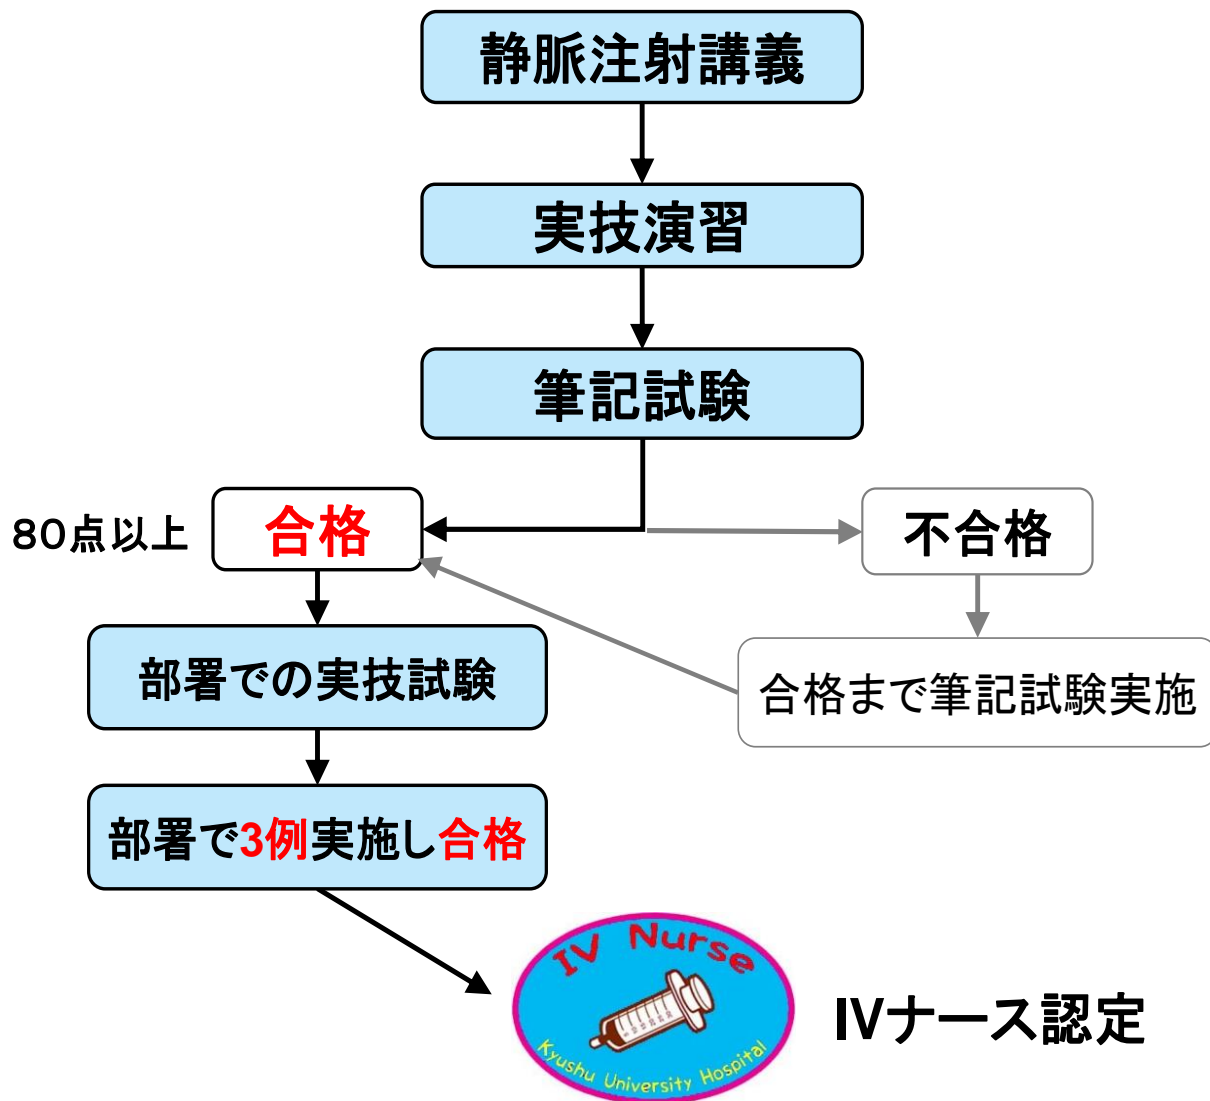 静脈注射講義
実技演習
筆記試験
80点以上
合格
不合格
部署での実技試験
合格まで筆記試験実施
部署で3例実施し合格
IV Nurse
Kyushu University Hospital
IVナース認定